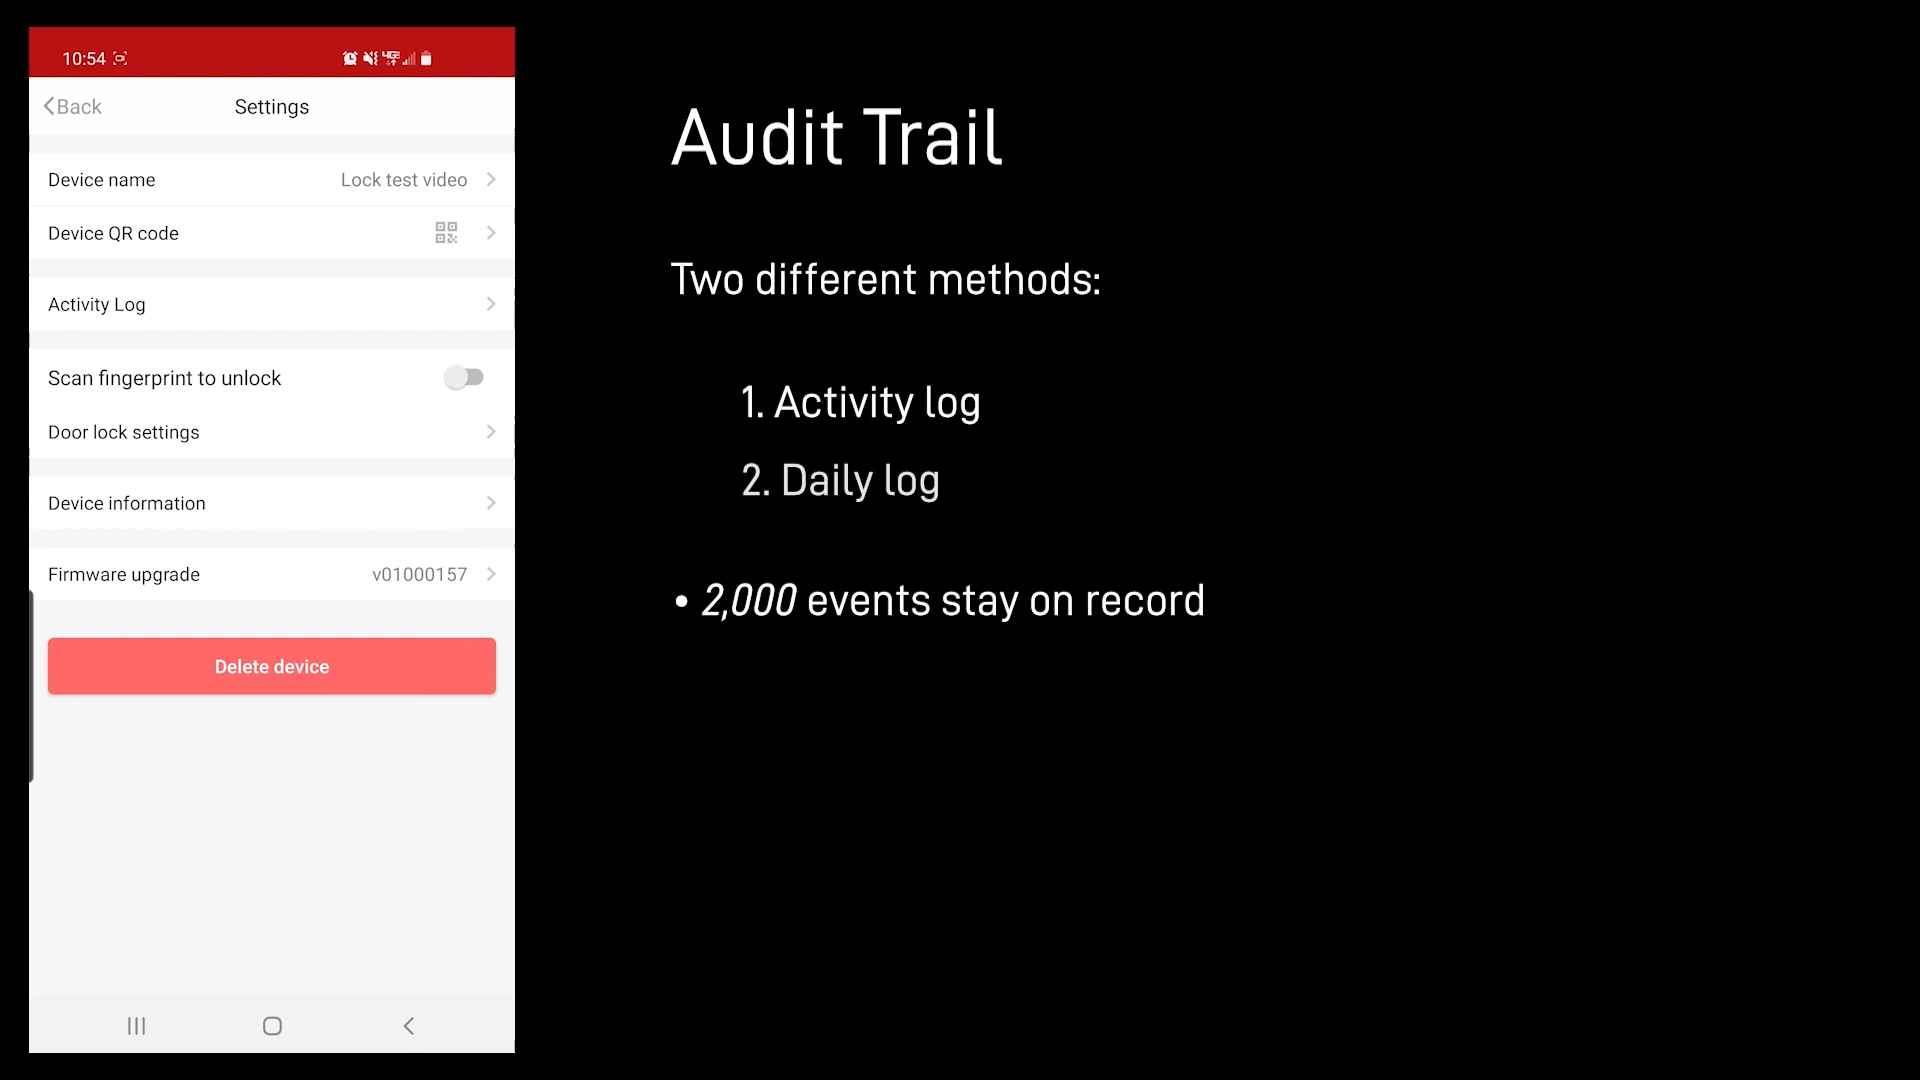 10:54
Back
Settings
Device name
Lock test video
Device QR code
Activity Log
Scan fingerprint to unlock
Door lock settings
Device information
Firmware upgrade
v01000157
Delete device
Audit Trail
Two different methods:
1. Activity log
2. Daily log
• 2,000 events stay on record